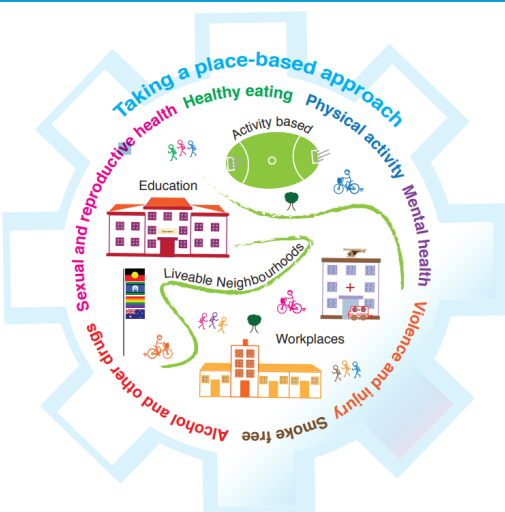 Taking a place-based approach
Healthy eating
Physical activity
Mental health
Violence and injury
Smoke free
Alcohol and other drugs
Sexual and reproductive health
Activity based
Education
Liveable Neighbourhoods
Workplaces